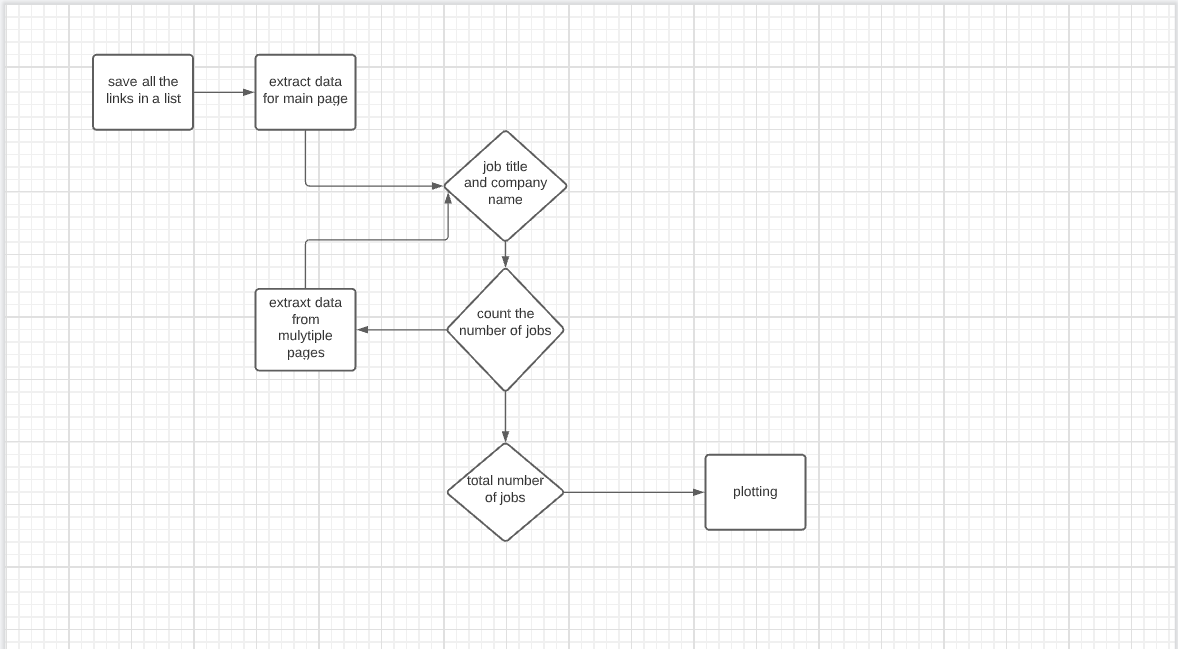 save all the
links in a list
extract data
for main page
job title
and company
name
extraxt data
from
mulytiple
pages
count the
number of jobs
total number
of jobs
plotting